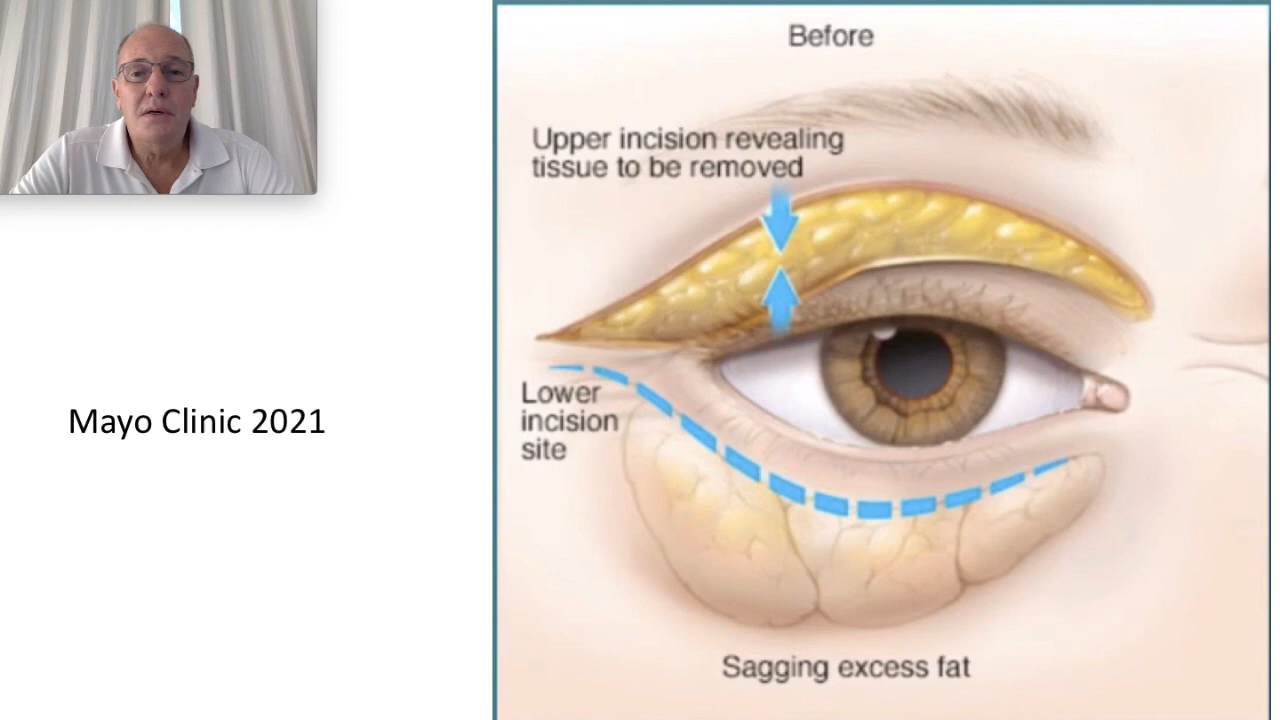 Before
Upper incision revealing
tissue to be removed
Lower
incision
site
Mayo Clinic 2021
Sagging excess fat